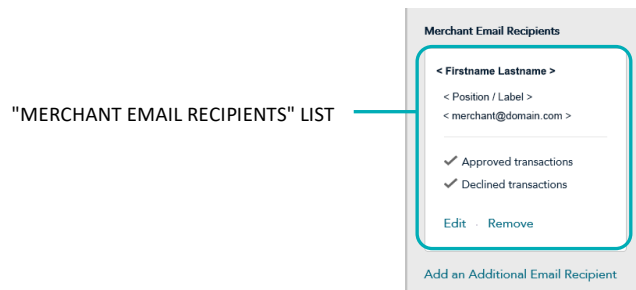 Merchant Email Recipients
"MERCHANT EMAIL RECIPIENTS" LIST
< Firstname Lastname >
< Position / Label >
< merchant@domain.com >
Approved transactions
Declined transactions
Edit · Remove
Add an Additional Email Recipient